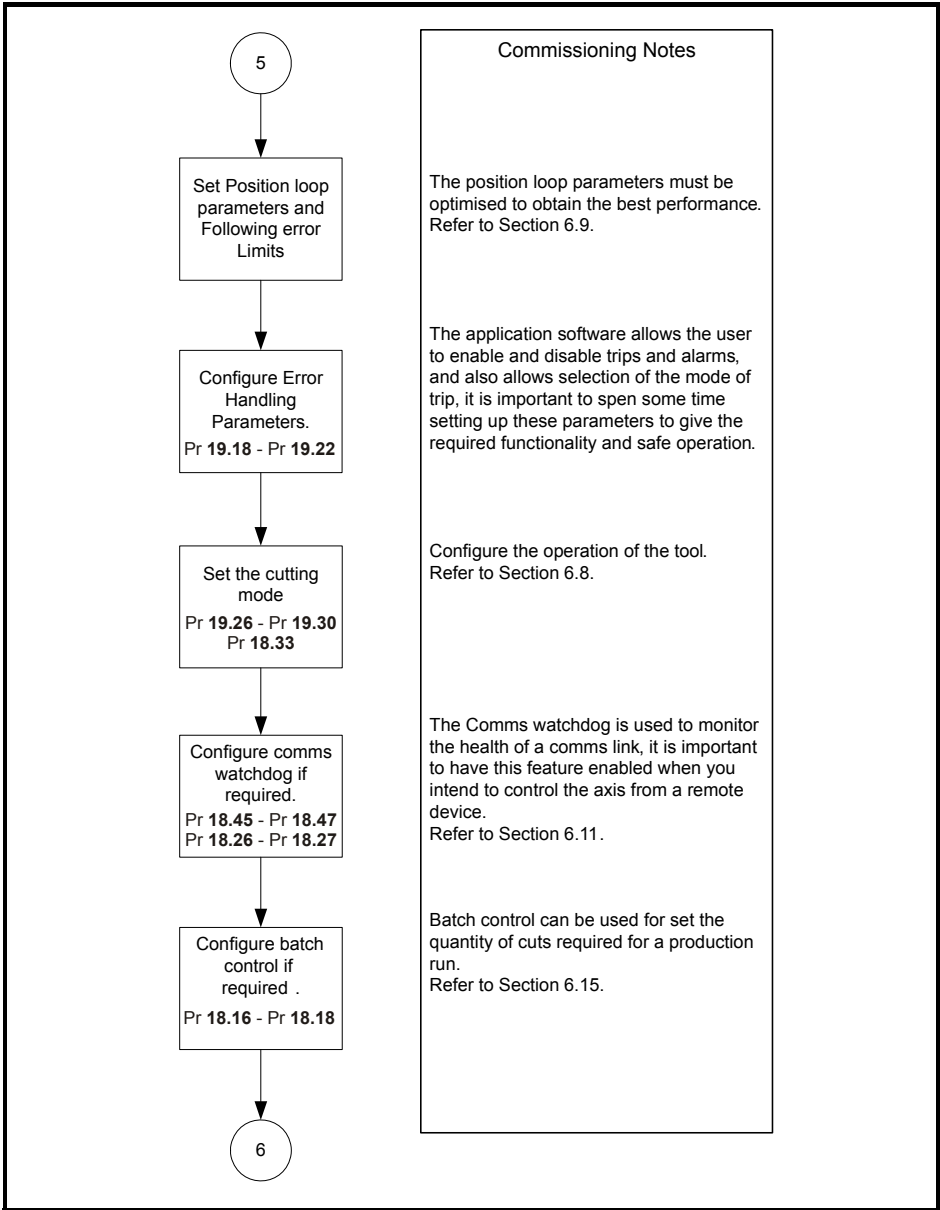 5
Set Position loop
parameters and
Following error
Limits
Configure Error
Handling
Parameters.
Pr 19.18 - Pr 19.22
Set the cutting
mode
Pr 19.26 - Pr 19.30
Pr 18.33
Configure comms
watchdog if
required.
Pr 18.45 - Pr 18.47
Pr 18.26 - Pr 18.27
Configure batch
control if
required .
Pr 18.16 - Pr 18.18
6
Commissioning Notes
The position loop parameters must be
optimised to obtain the best performance.
Refer to Section 6.9.
The application software allows the user
to enable and disable trips and alarms,
and also allows selection of the mode of
trip, it is important to spen some time
setting up these parameters to give the
required functionality and safe operation.
Configure the operation of the tool.
Refer to Section 6.8.
The Comms watchdog is used to monitor
the health of a comms link, it is important
to have this feature enabled when you
intend to control the axis from a remote
device.
Refer to Section 6.11.
Batch control can be used for set the
quantity of cuts required for a production
run.
Refer to Section 6.15.